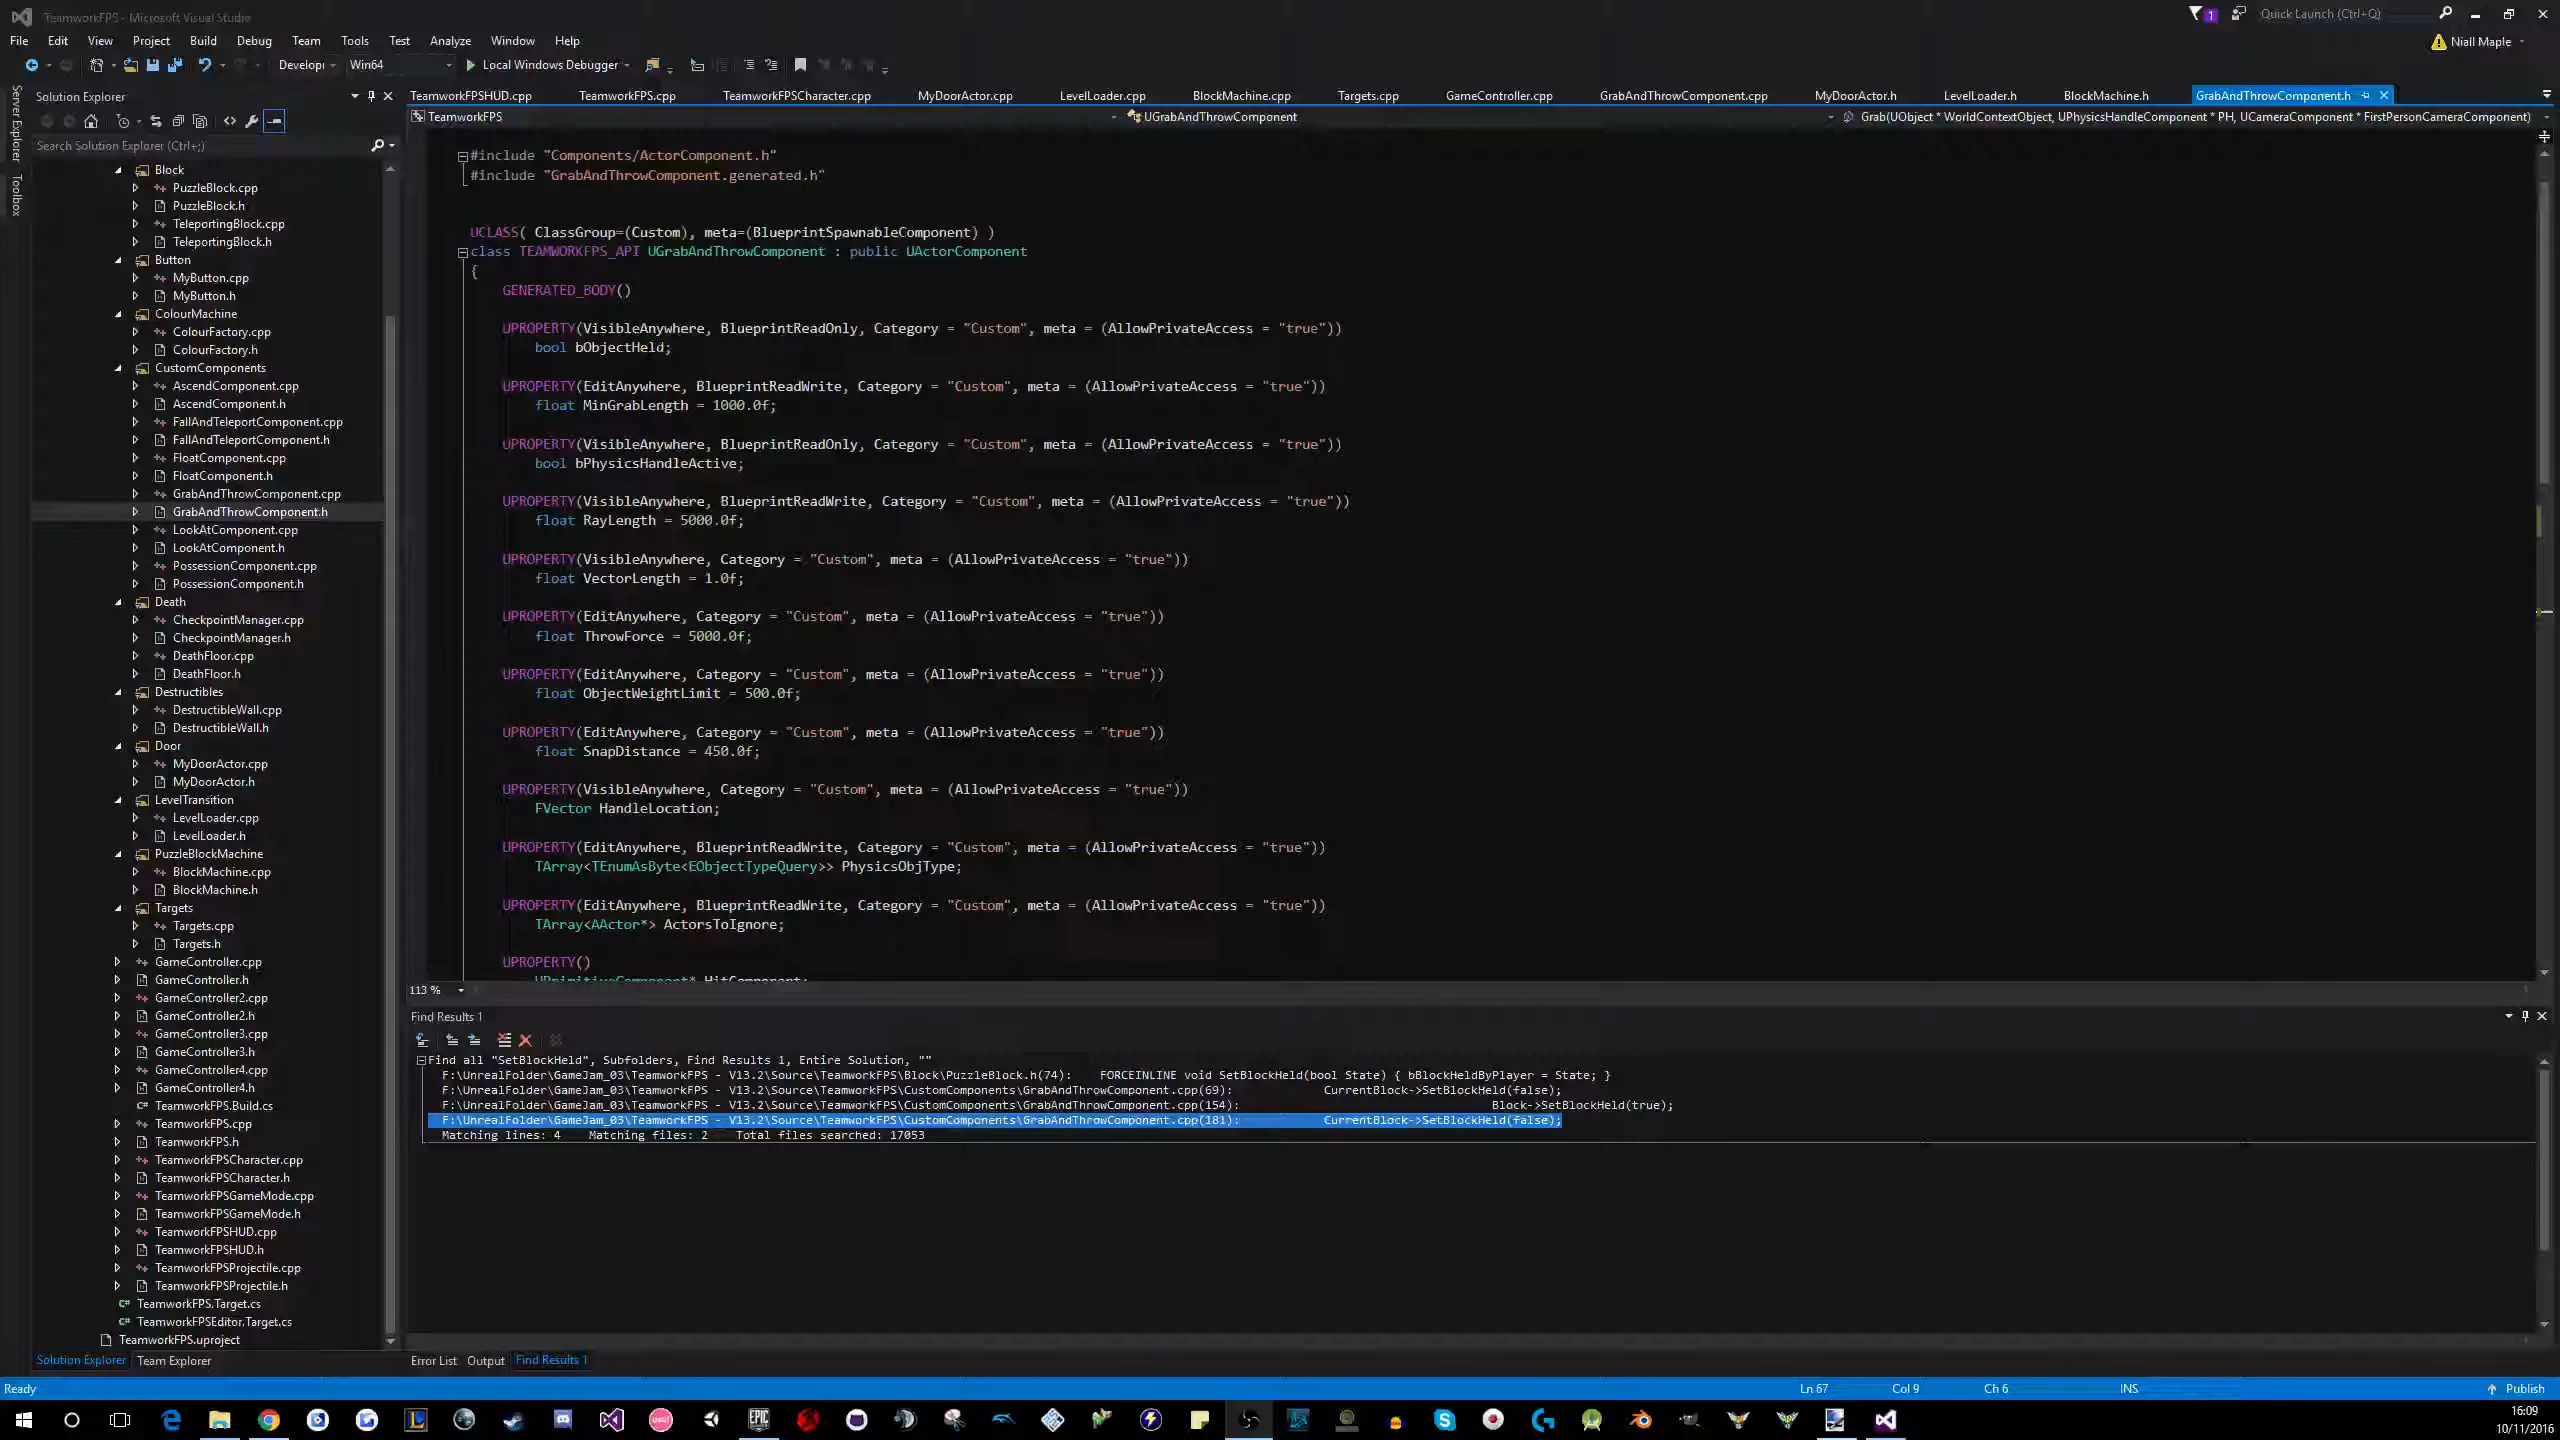 TeamworkFPS - Microsoft Visual Studio
1
Quick Launch (Ctrl+Q)
File Edit View Project Build Debug Team Tools Test Analyze Window Help
Niall Maple
Develop Win64 Local Windows Debugger
Server Explorer
Toolbox
Solution Explorer
Search Solution Explorer (Ctrl+;)
Block
PuzzleBlock.cpp
PuzzleBlock.h
TeleportingBlock.cpp
TeleportingBlock.h
Button
MyButton.cpp
MyButton.h
ColourMachine
ColourFactory.cpp
ColourFactory.h
CustomComponents
AscendComponent.cpp
AscendComponent.h
FallAndTeleportComponent.cpp
FallAndTeleportComponent.h
FloatComponent.cpp
FloatComponent.h
GrabAndThrowComponent.cpp
GrabAndThrowComponent.h
LookAtComponent.cpp
LookAtComponent.h
PossessionComponent.cpp
PossessionComponent.h
Death
CheckpointManager.cpp
CheckpointManager.h
DeathFloor.cpp
DeathFloor.h
Destructibles
DestructibleWall.cpp
DestructibleWall.h
Door
MyDoorActor.cpp
MyDoorActor.h
LevelTransition
LevelLoader.cpp
LevelLoader.h
PuzzleBlockMachine
BlockMachine.cpp
BlockMachine.h
Targets
Targets.cpp
Targets.h
GameController.cpp
GameController.h
GameController2.cpp
GameController2.h
GameController3.cpp
GameController3.h
GameController4.cpp
GameController4.h
TeamworkFPS.Build.cs
TeamworkFPS.cpp
TeamworkFPS.h
TeamworkFPSCharacter.cpp
TeamworkFPSCharacter.h
TeamworkFPSGameMode.cpp
TeamworkFPSGameMode.h
TeamworkFPSHUD.cpp
TeamworkFPSHUD.h
TeamworkFPSProjectile.cpp
TeamworkFPSProjectile.h
TeamworkFPS.Target.cs
TeamworkFPSEditor.Target.cs
TeamworkFPS.uproject
Solution Explorer Team Explorer
TeamworkFPSHUD.cpp TeamworkFPS.cpp TeamworkFPSCharacter.cpp MyDoorActor.cpp LevelLoader.cpp BlockMachine.cpp Targets.cpp GameController.cpp GrabAndThrowComponent.cpp MyDoorActor.h LevelLoader.h BlockMachine.h GrabAndThrowComponent.h
TeamworkFPS UGrabAndThrowComponent Grab(UObject * WorldContextObject, UPhysicsHandleComponent * PH, UCameraComponent * FirstPersonCameraComponent)
#include "Components/ActorComponent.h"
#include "GrabAndThrowComponent.generated.h"
UCLASS( ClassGroup=(Custom), meta=(BlueprintSpawnableComponent) )
class TEAMWORKFPS_API UGrabAndThrowComponent : public UActorComponent
{
GENERATED_BODY()
UPROPERTY(VisibleAnywhere, BlueprintReadOnly, Category = "Custom", meta = (AllowPrivateAccess = "true"))
bool bObjectHeld;
UPROPERTY(EditAnywhere, BlueprintReadWrite, Category = "Custom", meta = (AllowPrivateAccess = "true"))
float MinGrabLength = 1000.0f;
UPROPERTY(VisibleAnywhere, BlueprintReadOnly, Category = "Custom", meta = (AllowPrivateAccess = "true"))
bool bPhysicsHandleActive;
UPROPERTY(VisibleAnywhere, BlueprintReadWrite, Category = "Custom", meta = (AllowPrivateAccess = "true"))
float RayLength = 5000.0f;
UPROPERTY(VisibleAnywhere, Category = "Custom", meta = (AllowPrivateAccess = "true"))
float VectorLength = 1.0f;
UPROPERTY(EditAnywhere, Category = "Custom", meta = (AllowPrivateAccess = "true"))
float ThrowForce = 5000.0f;
UPROPERTY(EditAnywhere, Category = "Custom", meta = (AllowPrivateAccess = "true"))
float ObjectWeightLimit = 500.0f;
UPROPERTY(EditAnywhere, Category = "Custom", meta = (AllowPrivateAccess = "true"))
float SnapDistance = 450.0f;
UPROPERTY(VisibleAnywhere, Category = "Custom", meta = (AllowPrivateAccess = "true"))
FVector HandleLocation;
UPROPERTY(EditAnywhere, BlueprintReadWrite, Category = "Custom", meta = (AllowPrivateAccess = "true"))
TArray<TEnumAsByte<EObjectTypeQuery>> PhysicsObjType;
UPROPERTY(EditAnywhere, BlueprintReadWrite, Category = "Custom", meta = (AllowPrivateAccess = "true"))
TArray<AActor*> ActorsToIgnore;
UPROPERTY()
UPrimitiveComponent* HitComponent;
113 %
Find Results 1
Find all "SetBlockHeld", Subfolders, Find Results 1, Entire Solution, ""
F:\UnrealFolder\GameJam_03\TeamworkFPS - V13.2\Source\TeamworkFPS\Block\PuzzleBlock.h(74): FORCEINLINE void SetBlockHeld(bool State) { bBlockHeldByPlayer = State; }
F:\UnrealFolder\GameJam_03\TeamworkFPS - V13.2\Source\TeamworkFPS\CustomComponents\GrabAndThrowComponent.cpp(69): CurrentBlock->SetBlockHeld(false);
F:\UnrealFolder\GameJam_03\TeamworkFPS - V13.2\Source\TeamworkFPS\CustomComponents\GrabAndThrowComponent.cpp(154): Block->SetBlockHeld(true);
F:\UnrealFolder\GameJam_03\TeamworkFPS - V13.2\Source\TeamworkFPS\CustomComponents\GrabAndThrowComponent.cpp(181): CurrentBlock->SetBlockHeld(false);
Matching lines: 4 Matching files: 2 Total files searched: 17053
Error List Output Find Results 1
Ready Ln 67 Col 9 Ch 6 INS Publish
EPIC
16:09
10/11/2016